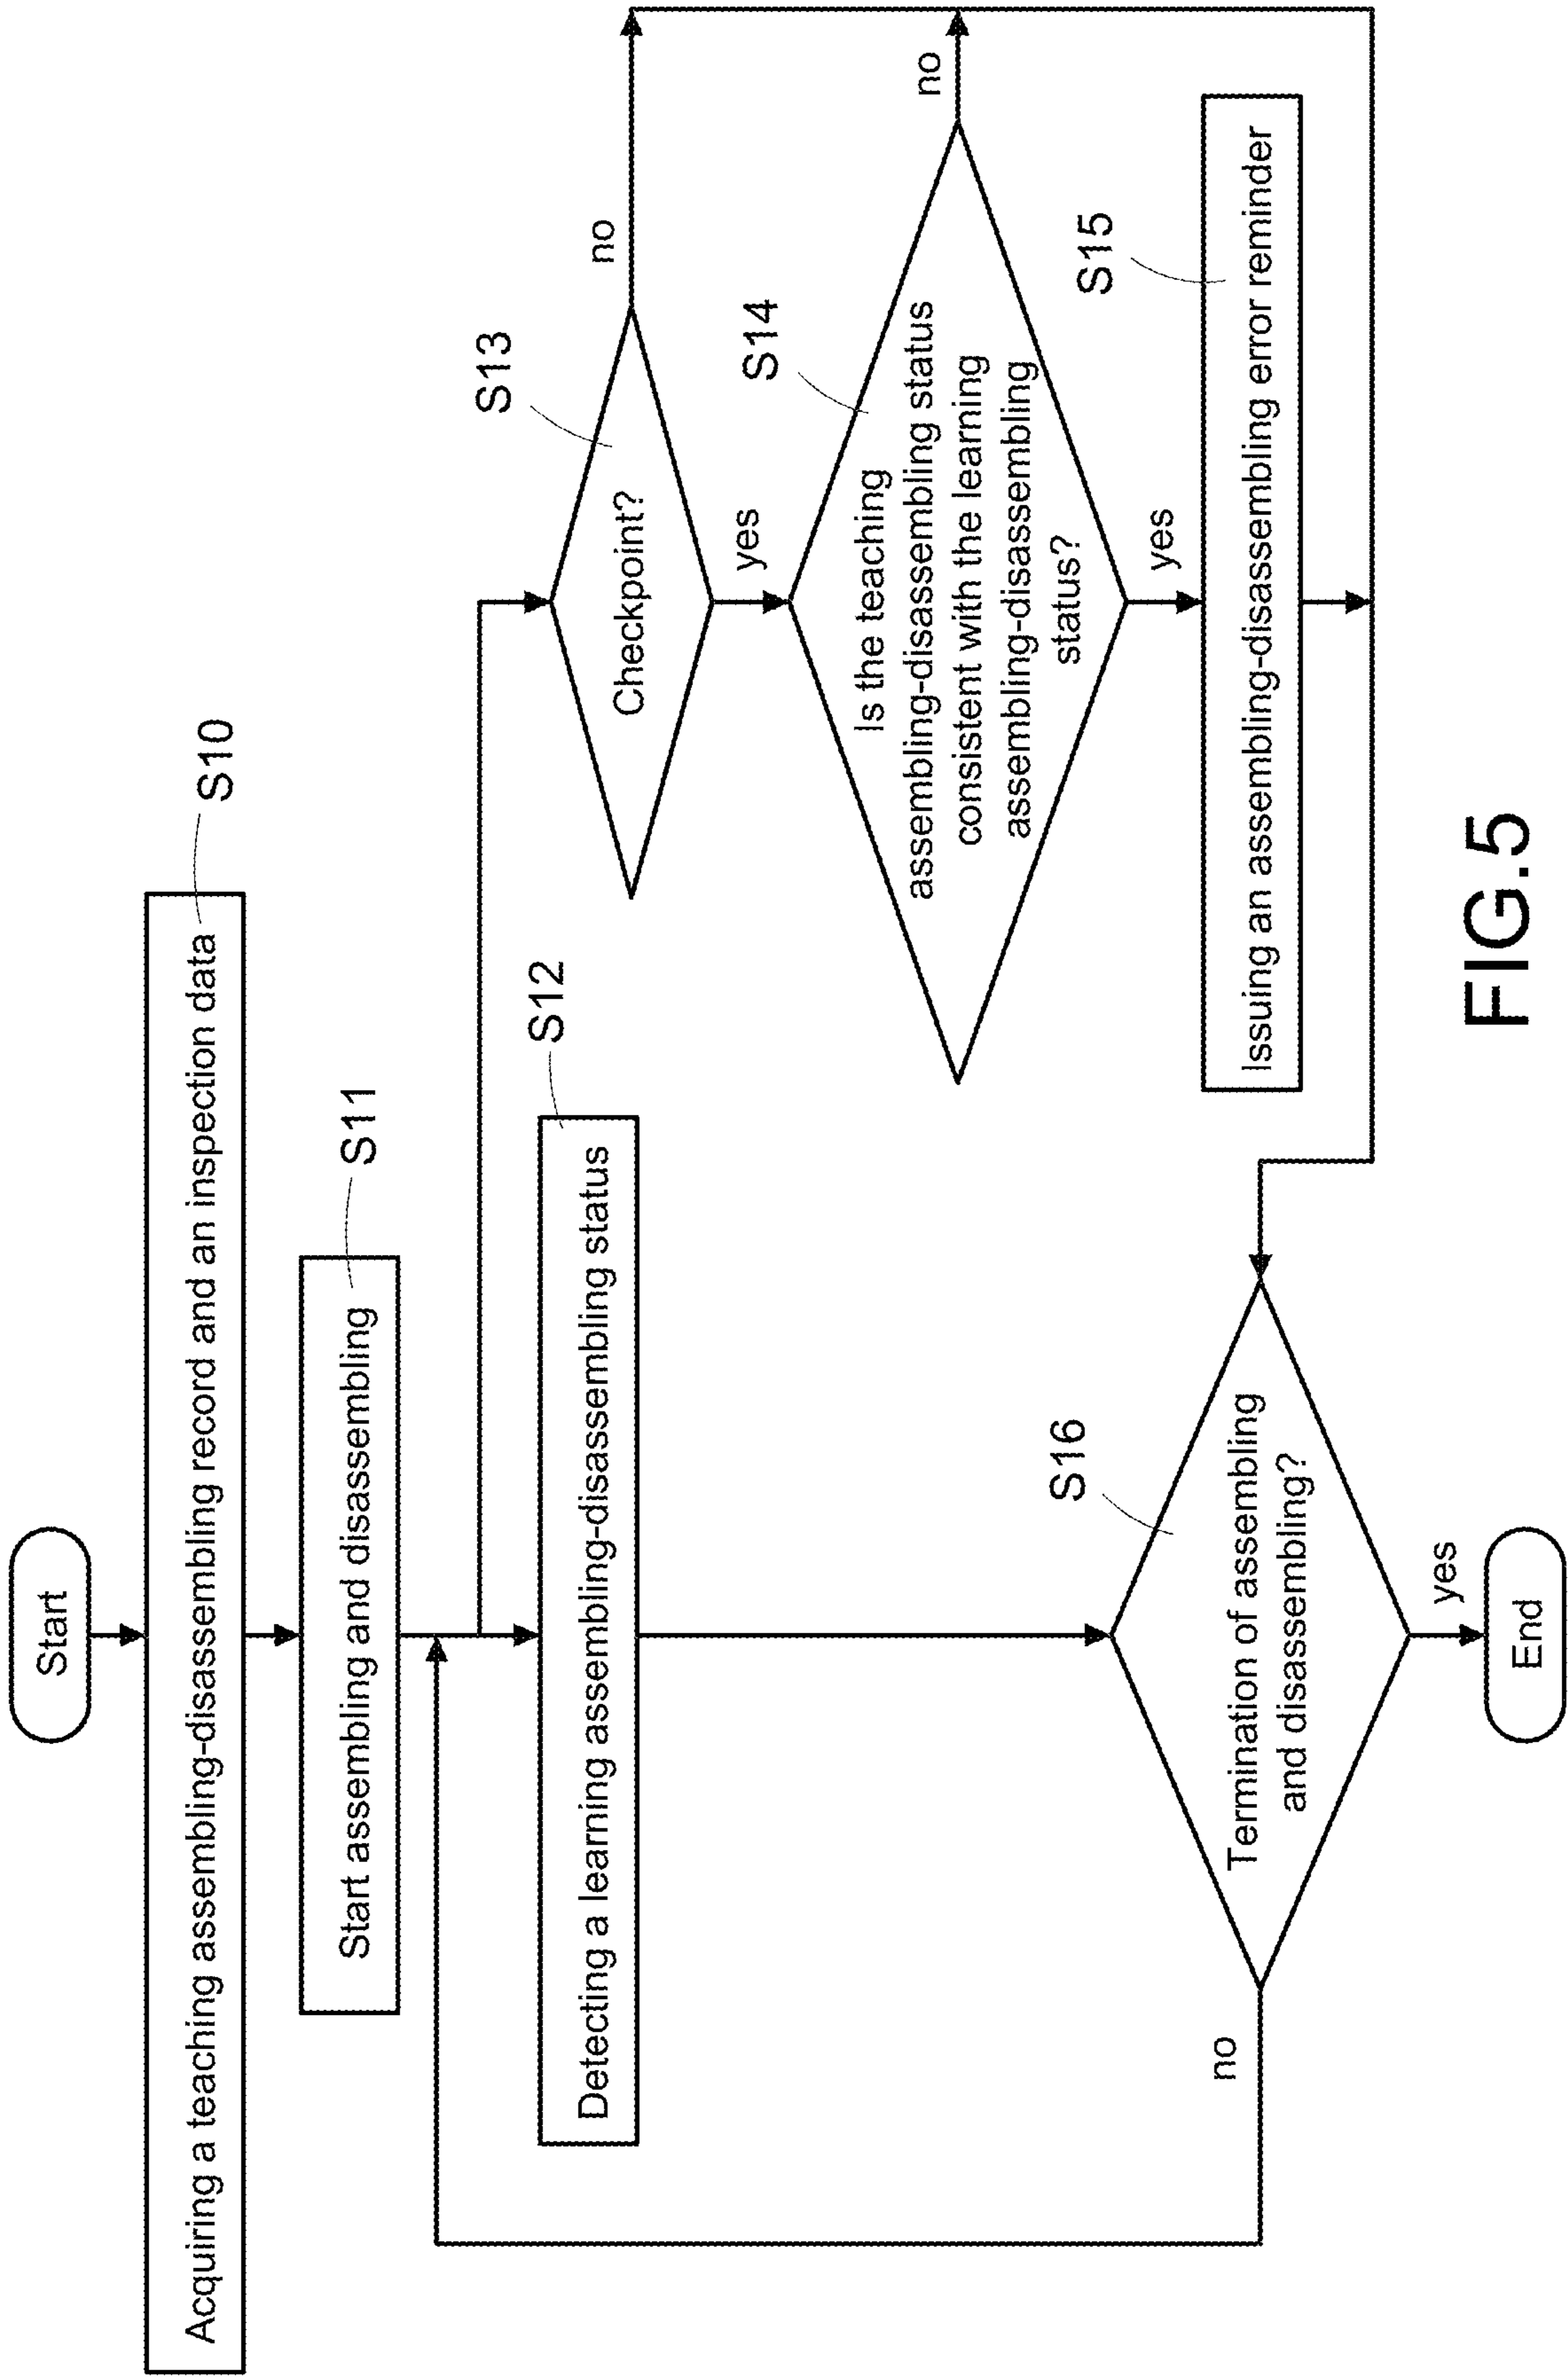 Start
Acquiring a teaching assembling-disassembling record and an inspection data
S10
Start assembling and disassembling
S11
Detecting a learning assembling-disassembling status
S12
Checkpoint?
S13
no
yes
Is the teaching
assembling-disassembling status
consistent with the learning
assembling-disassembling
status?
S14
no
yes
Issuing an assembling-disassembling error reminder
S15
Termination of assembling
and disassembling?
S16
no
yes
End
FIG.5